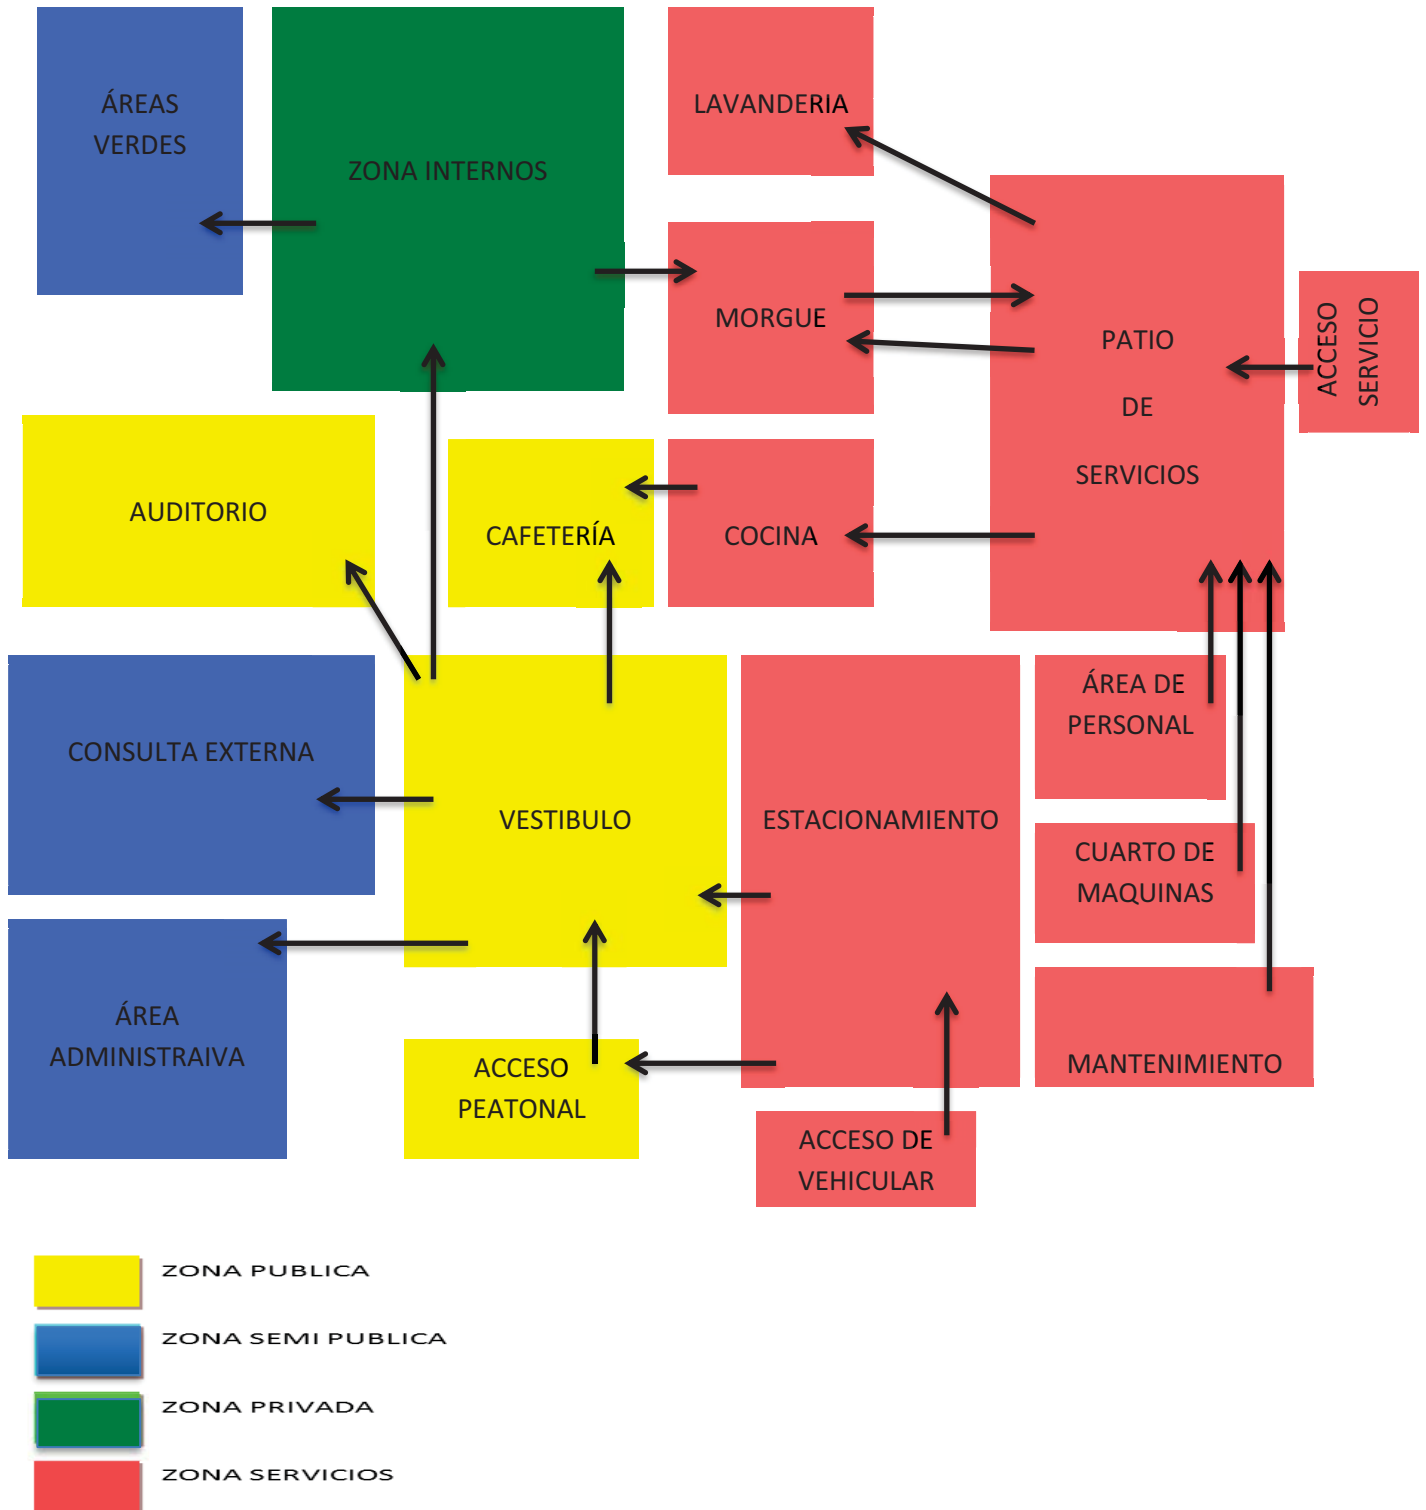 ÁREAS
VERDES
ZONA INTERNOS
LAVANDERIA
MORGUE
PATIO
DE
SERVICIOS
ACCESO
SERVICIO
AUDITORIO
CAFETERÍA
COCINA
CONSULTA EXTERNA
VESTIBULO
ESTACIONAMIENTO
ÁREA DE
PERSONAL
CUARTO DE
MAQUINAS
MANTENIMIENTO
ÁREA
ADMINISTRAIVA
ACCESO
PEATONAL
ACCESO DE
VEHICULAR
ZONA PUBLICA
ZONA SEMI PUBLICA
ZONA PRIVADA
ZONA SERVICIOS